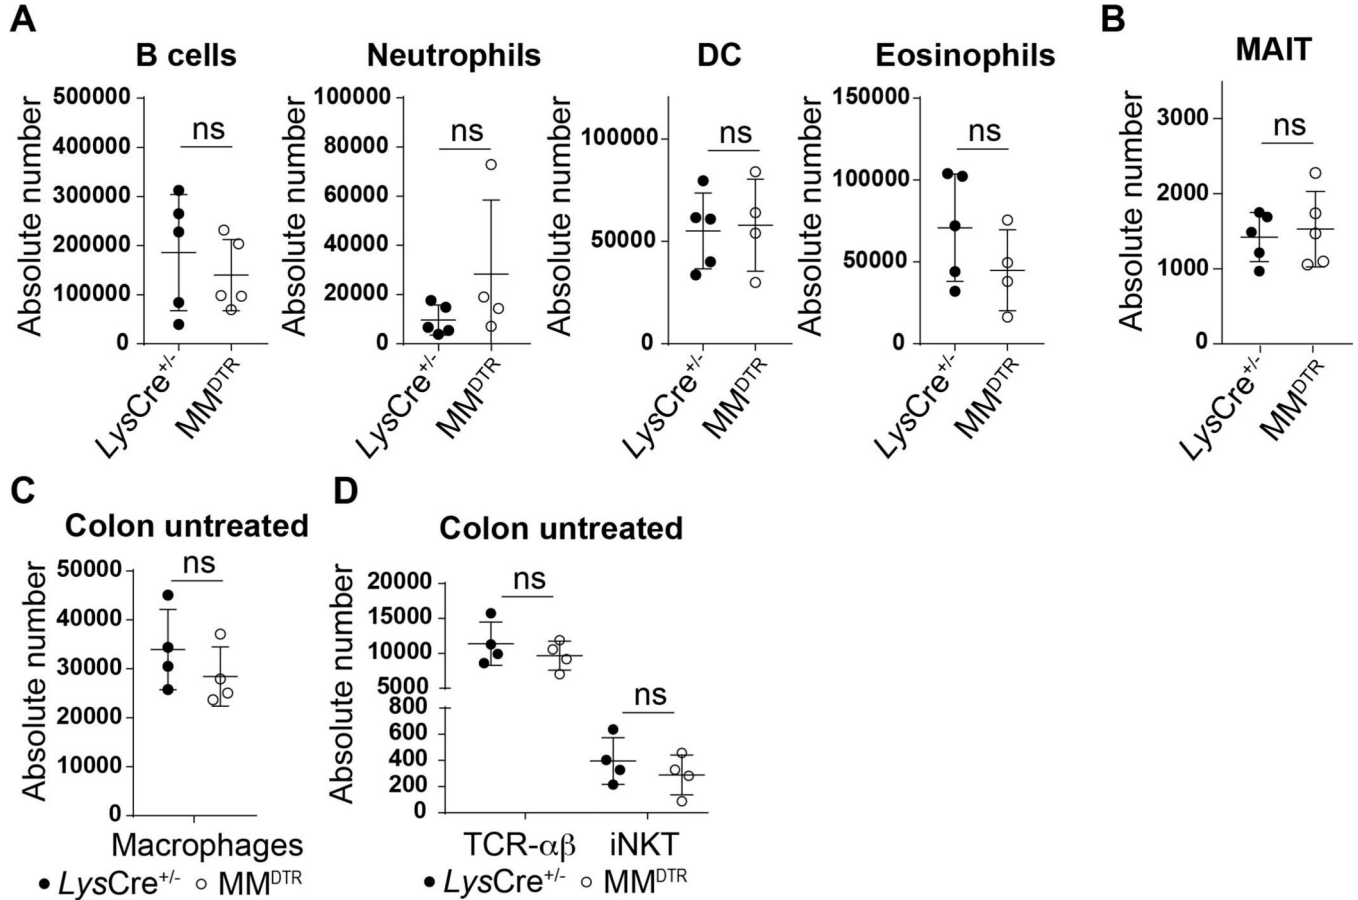 A
B cells
Absolute number
500000
400000
300000
200000
100000
0
ns
LysCre+/-
MMDTR
Neutrophils
Absolute number
100000
80000
60000
40000
20000
0
ns
LysCre+/-
MMDTR
DC
Absolute number
100000
50000
0
ns
LysCre+/-
MMDTR
Eosinophils
Absolute number
150000
100000
50000
0
ns
LysCre+/-
MMDTR
B
MAIT
Absolute number
3000
2000
1000
0
ns
LysCre+/-
MMDTR
C
Colon untreated
Absolute number
50000
40000
30000
20000
10000
0
ns
Macrophages
LysCre+/- MMDTR
D
Colon untreated
Absolute number
20000
15000
10000
5000
800
600
400
200
0
ns
ns
TCR-αβ iNKT
LysCre+/- MMDTR